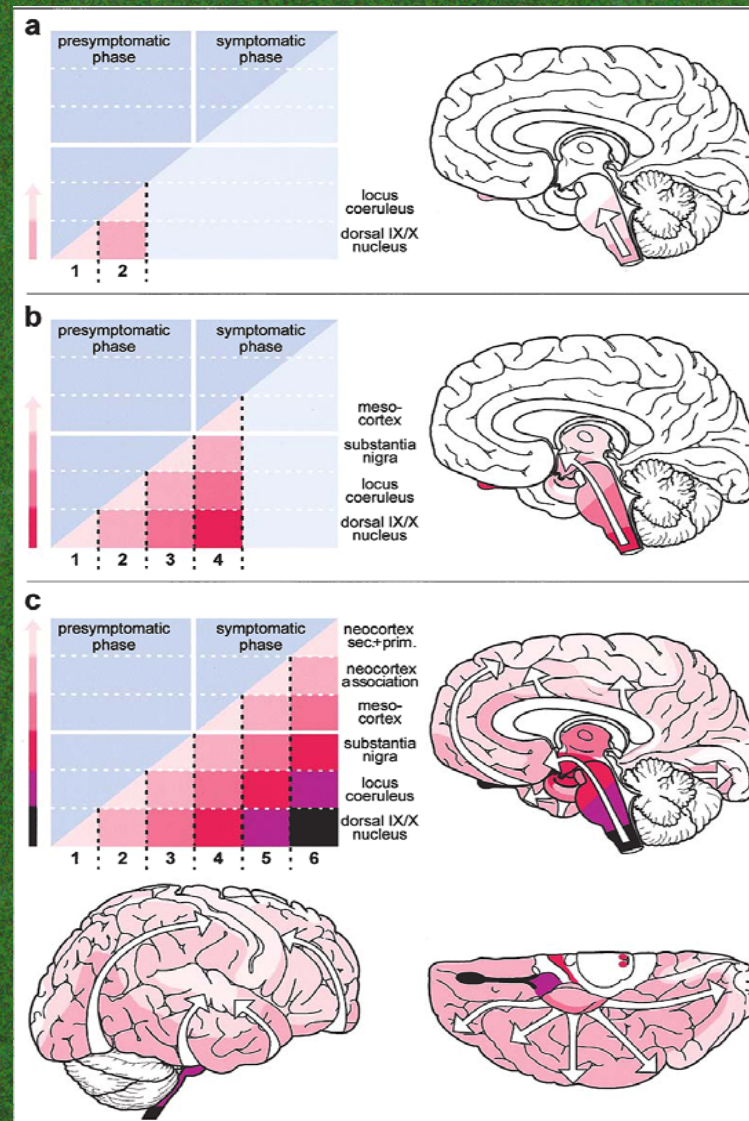 a
presymptomatic
phase
symptomatic
phase
locus
coeruleus
dorsal IX/X
nucleus
1 2
b
presymptomatic
phase
symptomatic
phase
meso-
cortex
substantia
nigra
locus
coeruleus
dorsal IX/X
nucleus
1 2 3 4
c
presymptomatic
phase
symptomatic
phase
neocortex
sec.+prim.
neocortex
association
meso-
cortex
substantia
nigra
locus
coeruleus
dorsal IX/X
nucleus
1 2 3 4 5 6